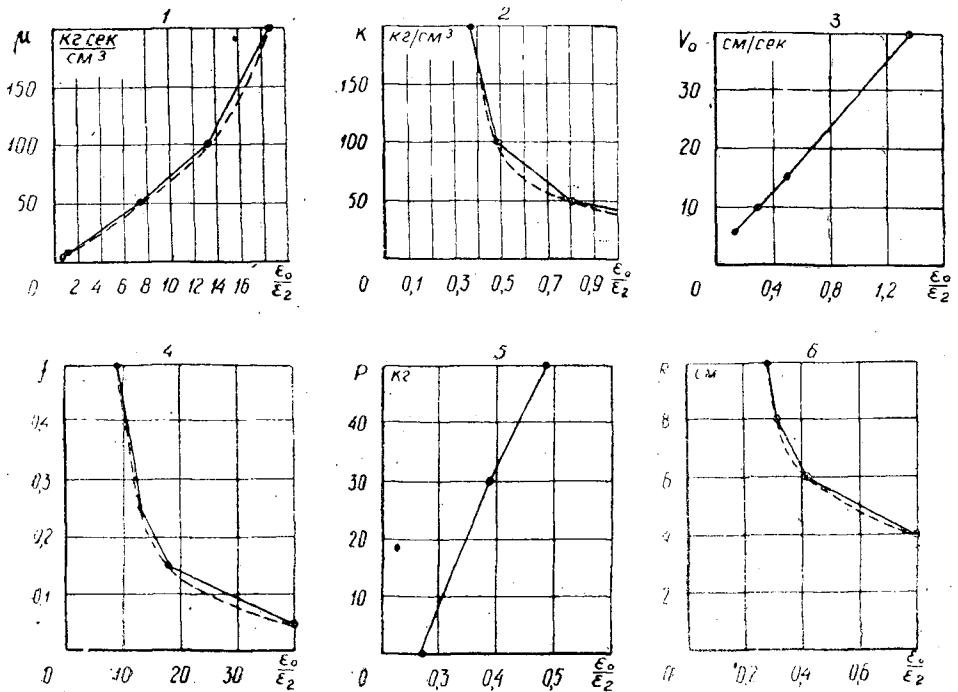 1
μ
кг сек
см³
150
100
50
0 2 4 6 8 10 12 14 16 ε₀/ε₂
2
K кг/см³
150
100
50
0 0,1 0,3 0,5 0,7 0,9 ε₀/ε₂
3
V₀ см/сек
30
20
10
0 0,4 0,8 1,2 ε₀/ε₂
4
f
0,4
0,3
0,2
0,1
0 10 20 30 ε₀/ε₂
5
P кг
40
30
20
10
0 0,3 0,4 0,5 ε₀/ε₂
6
R см
8
6
4
2
0 0,2 0,4 0,6 ε₀/ε₂